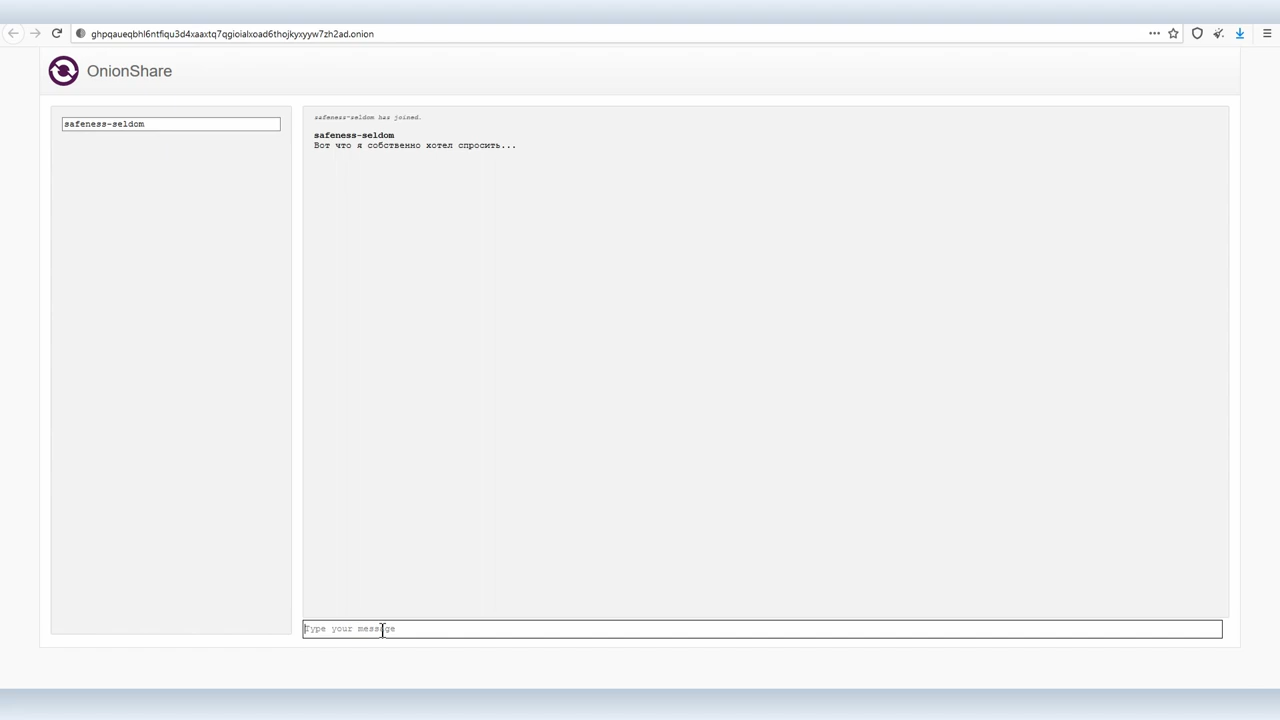 ghpqaueqbhl6ntfiqu3d4xaaxtq7qgioialxoad6thojkyxyyw7zh2ad.onion
OnionShare
safeness-seldom
safeness-seldom has joined.
safeness-seldom
Вот что я собственно хотел спросить...
Type your message